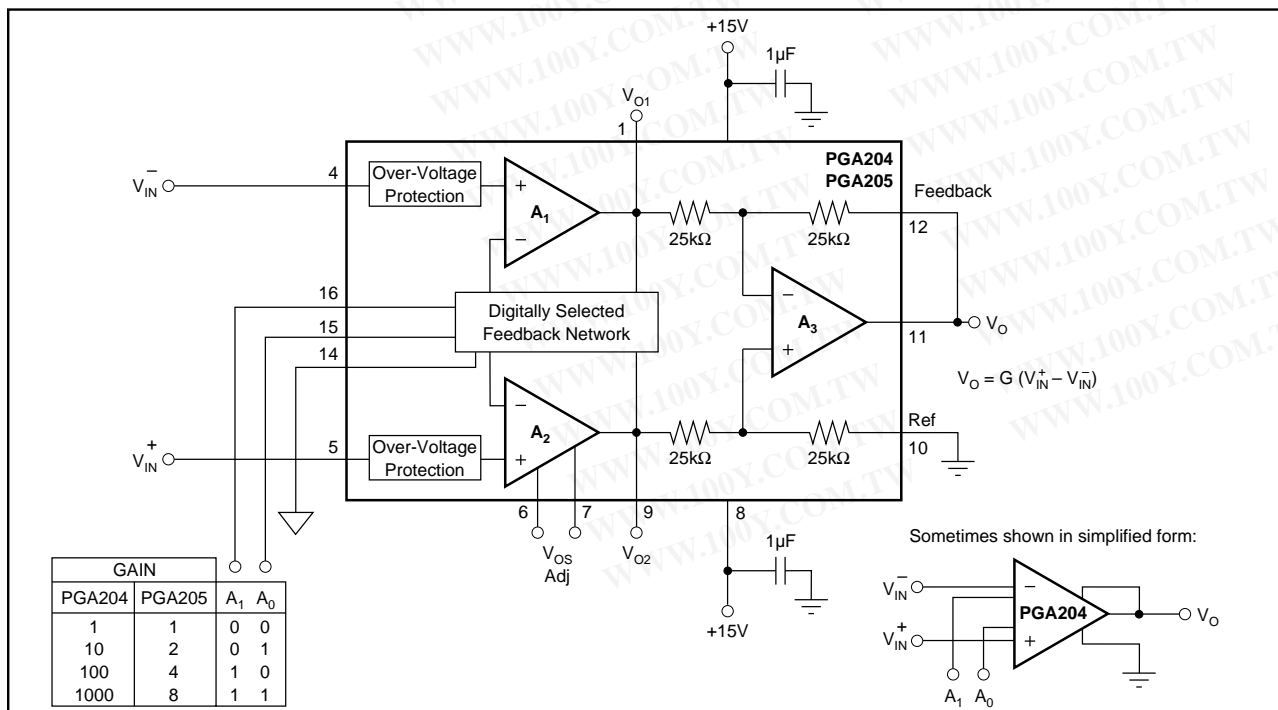 +15V
1µF
V_O1
1
PGA204
PGA205
4
V_IN^−
Over-Voltage
Protection
+
A_1
−
25kΩ
25kΩ
Feedback
12
16
15
14
Digitally Selected
Feedback Network
−
A_3
+
11
V_O
V_O = G (V_IN^+ – V_IN^−)
−
A_2
+
V_IN^+
5
Over-Voltage
Protection
25kΩ
25kΩ
Ref
10
6
7
9
8
V_OS
Adj
V_O2
1µF
+15V
GAIN
PGA204 PGA205 A_1 A_0
1 1 0 0
10 2 0 1
100 4 1 0
1000 8 1 1
Sometimes shown in simplified form:
V_IN^−
−
PGA204
V_O
V_IN^+
+
A_1 A_0
WWW.100Y.COM.TW